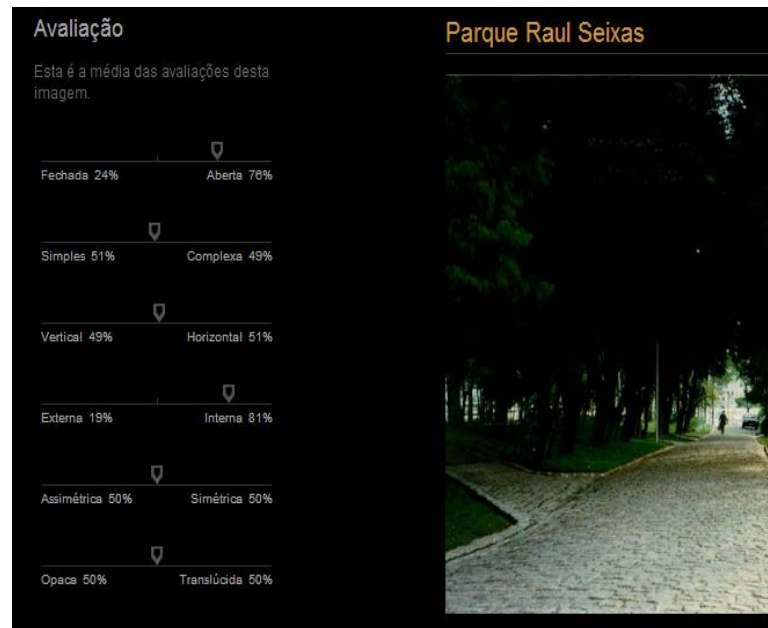 Avaliação
Esta é a média das avaliações desta
imagem.
Fechada 24% Aberta 76%
Simples 51% Complexa 49%
Vertical 49% Horizontal 51%
Externa 19% Interna 81%
Assimétrica 50% Simétrica 50%
Opaca 50% Translúcida 50%
Parque Raul Seixas